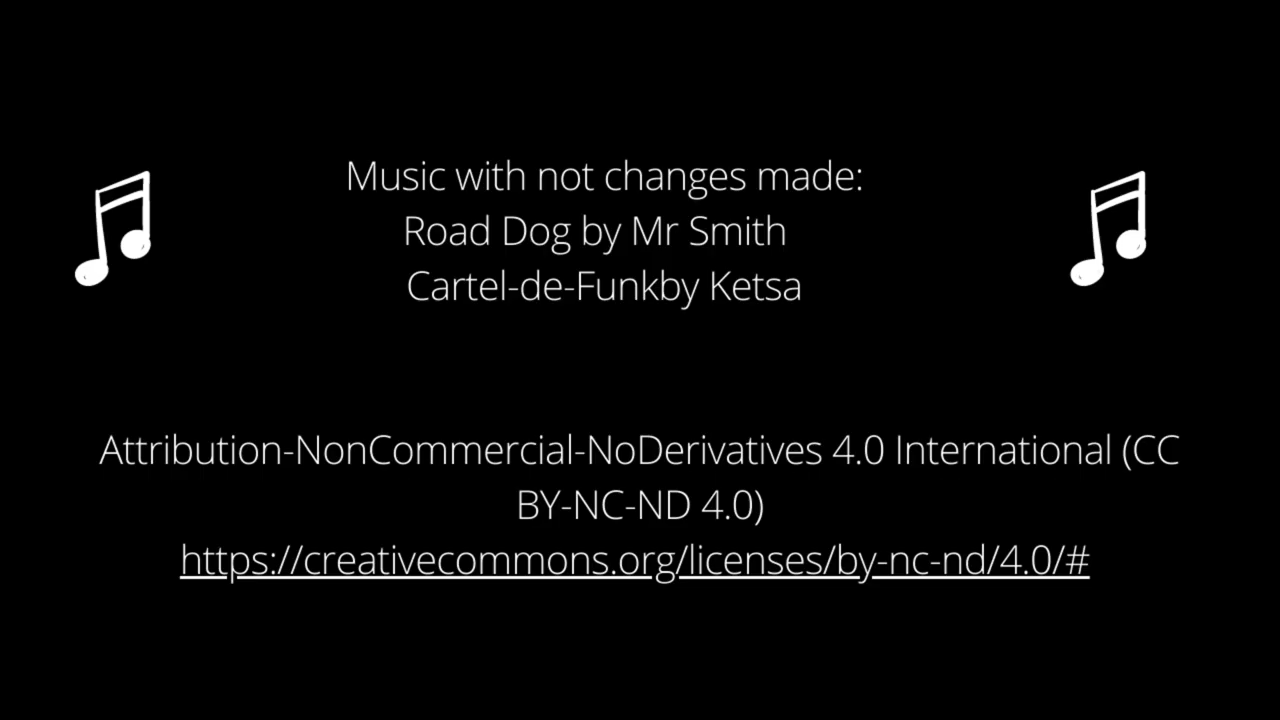 Music with not changes made:
Road Dog by Mr Smith
Cartel-de-Funkby Ketsa
Attribution-NonCommercial-NoDerivatives 4.0 International (CC
BY-NC-ND 4.0)
https://creativecommons.org/licenses/by-nc-nd/4.0/#